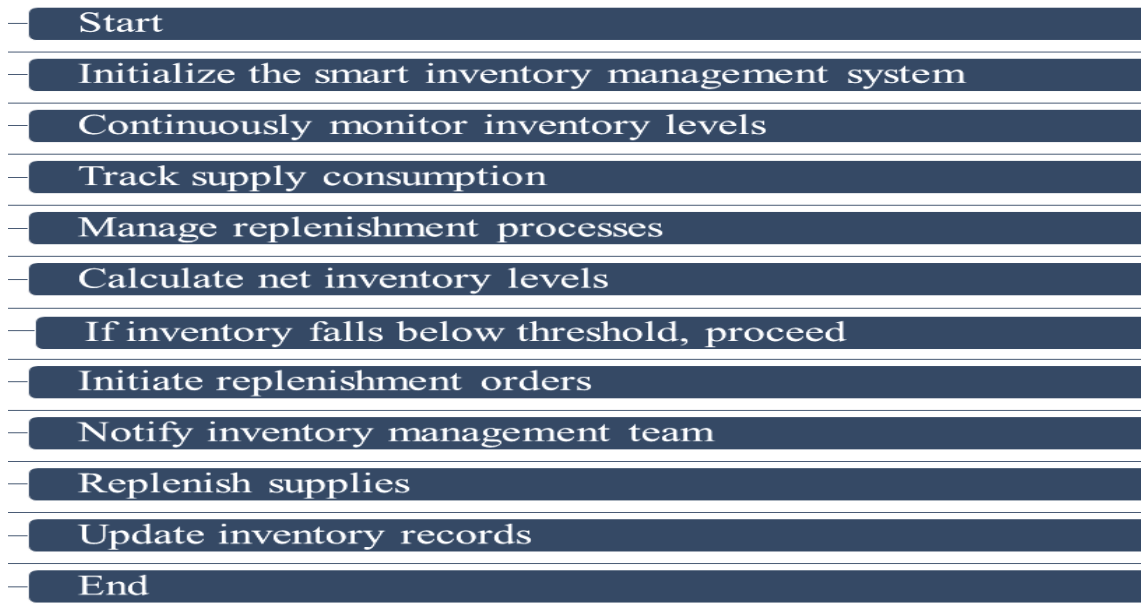 Start
Initialize the smart inventory management system
Continuously monitor inventory levels
Track supply consumption
Manage replenishment processes
Calculate net inventory levels
If inventory falls below threshold, proceed
Initiate replenishment orders
Notify inventory management team
Replenish supplies
Update inventory records
End